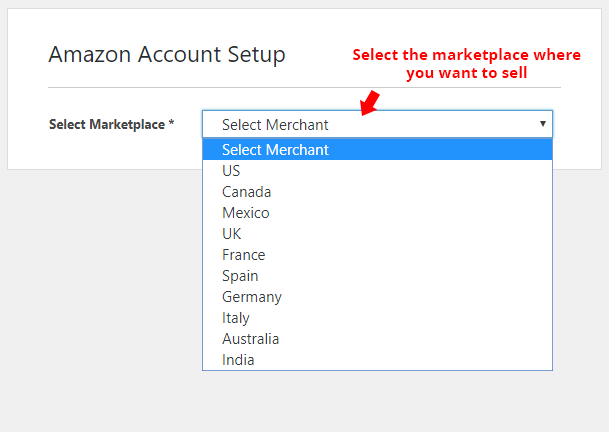 Amazon Account Setup
Select the marketplace where
you want to sell
Select Marketplace *
Select Merchant
Select Merchant
US
Canada
Mexico
UK
France
Spain
Germany
Italy
Australia
India